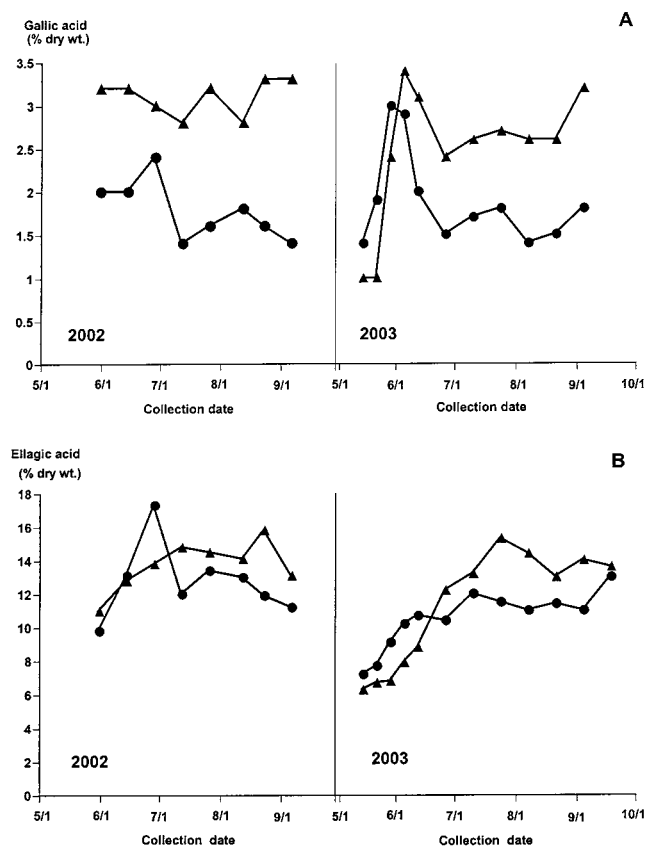 Gallic acid
(% dry wt.)
A
3.5
3
2.5
2
1.5
1
0.5
0
2002
2003
5/1 6/1 7/1 8/1 9/1 5/1 6/1 7/1 8/1 9/1 10/1
Collection date Collection date
Ellagic acid
(% dry wt.)
B
18
16
14
12
10
8
6
4
2
0
2002
2003
5/1 6/1 7/1 8/1 9/1 5/1 6/1 7/1 8/1 9/1 10/1
Collection date Collection date